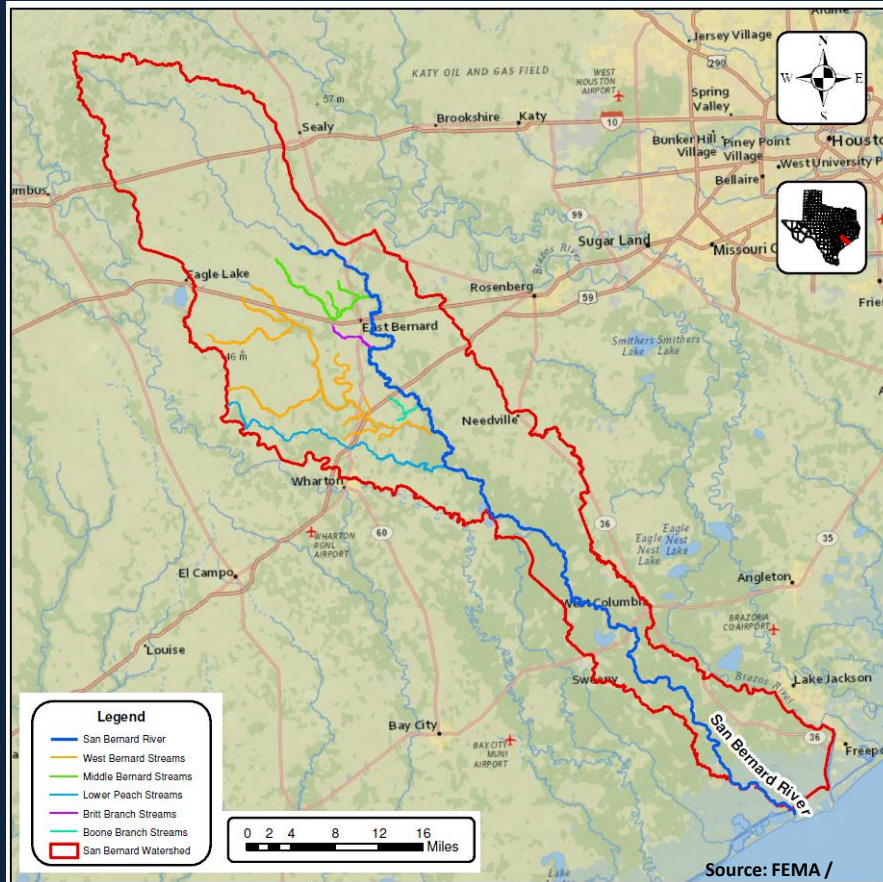 Jersey Village
290
KATY OIL AND GAS FIELD
WEST
HOUSTON
AIRPORT
Spring
Valley
N
W
E
S
57 m
Sealy
Brookshire
Katy
10
Bunker Hill
Village
Piney Point
Village
Houst
West University P
Bellaire
99
Sugar Land
Missouri C
Brazos River
Eagle Lake
Rosenberg
59
Frie
East Bernard
Smithers
Lake
Smithers
Lake
46 m
Needville
Wharton
WHARTON
RGNL
AIRPORT
60
36
Eagle
Nest
Lake
Eagle
Nest
Lake
35
El Campo
Angleton
West Columbia
BRAZORIA
CO AIRPORT
Louise
Sweeny
Brazos River
Lake Jackson
Bay City
BAY CITY
MUNI
AIRPORT
36
Freepo
San Bernard River
Legend
San Bernard River
West Bernard Streams
Middle Bernard Streams
Lower Peach Streams
Britt Branch Streams
Boone Branch Streams
San Bernard Watershed
0 2 4 8 12 16
Miles
Source: FEMA /